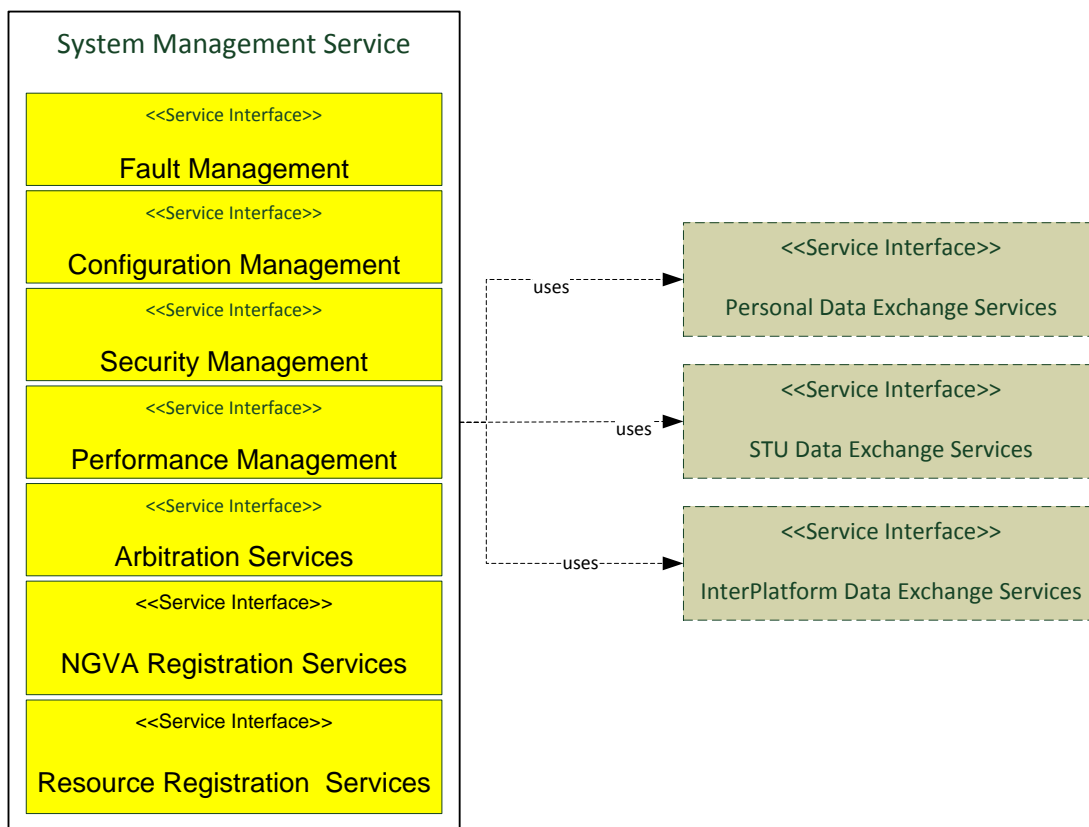 System Management Service
<<Service Interface>>
Fault Management
<<Service Interface>>
Configuration Management
<<Service Interface>>
Security Management
<<Service Interface>>
Performance Management
<<Service Interface>>
Arbitration Services
<<Service Interface>>
NGVA Registration Services
<<Service Interface>>
Resource Registration  Services
uses
uses
uses
<<Service Interface>>
Personal Data Exchange Services
<<Service Interface>>
STU Data Exchange Services
<<Service Interface>>
InterPlatform Data Exchange Services